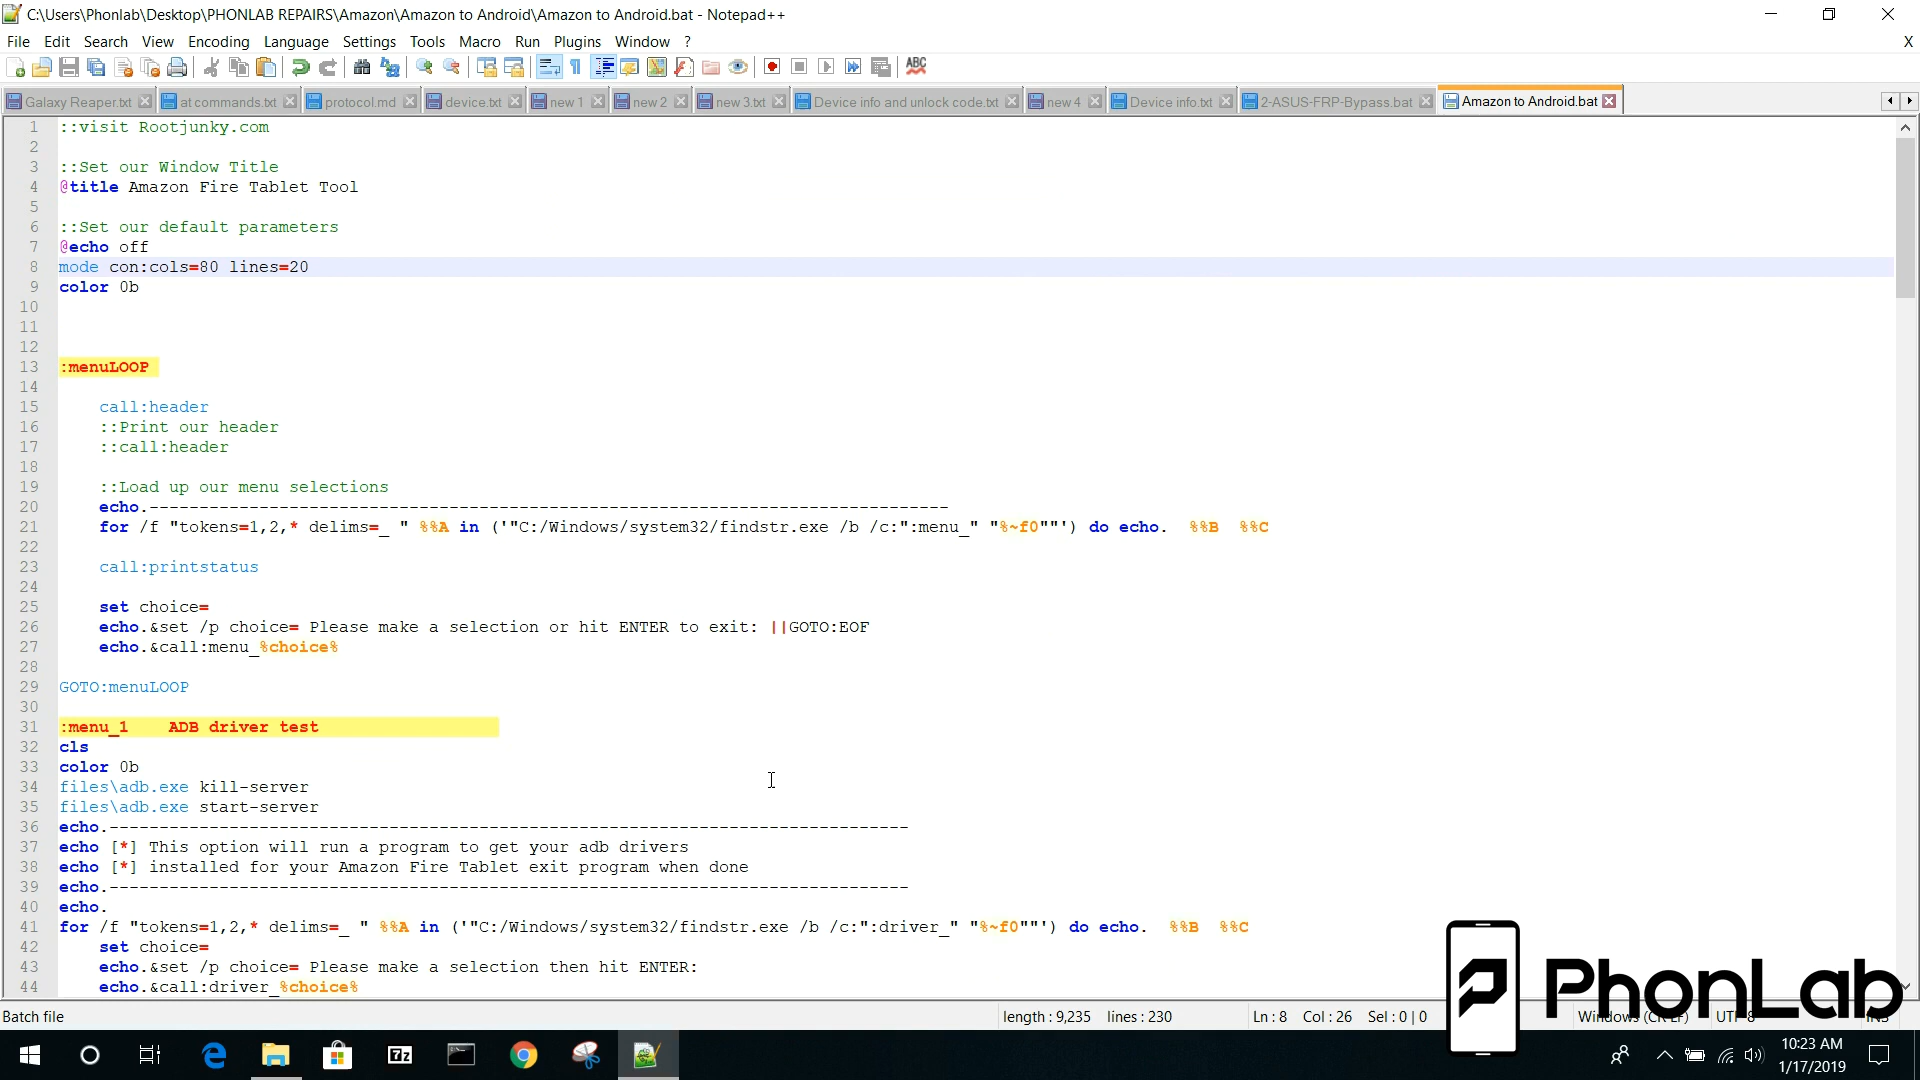 C:\Users\Phonlab\Desktop\PHONLAB REPAIRS\Amazon\Amazon to Android\Amazon to Android.bat - Notepad++
File Edit Search View Encoding Language Settings Tools Macro Run Plugins Window ? X
ABC
Galaxy Reaper.txt at commands.txt protocol.md device.txt new 1 new 2 new 3.txt Device info and unlock code.txt new 4 Device info.txt 2-ASUS-FRP-Bypass.bat Amazon to Android.bat
1 ::visit Rootjunky.com
2
3 ::Set our Window Title
4 @title Amazon Fire Tablet Tool
5
6 ::Set our default parameters
7 @echo off
8 mode con:cols=80 lines=20
9 color 0b
10
11
12
13 :menuLOOP
14
15 call:header
16 ::Print our header
17 ::call:header
18
19 ::Load up our menu selections
20 echo.--------------------------------------------------------------------------------
21 for /f "tokens=1,2,* delims=_ " %%A in ('"C:/Windows/system32/findstr.exe /b /c:":menu_" "%~f0""') do echo.  %%B  %%C
22
23 call:printstatus
24
25 set choice=
26 echo.&set /p choice= Please make a selection or hit ENTER to exit: ||GOTO:EOF
27 echo.&call:menu_%choice%
28
29 GOTO:menuLOOP
30
31 :menu_1    ADB driver test
32 cls
33 color 0b
34 files\adb.exe kill-server
35 files\adb.exe start-server
36 echo.--------------------------------------------------------------------------------
37 echo [*] This option will run a program to get your adb drivers
38 echo [*] installed for your Amazon Fire Tablet exit program when done
39 echo.--------------------------------------------------------------------------------
40 echo.
41 for /f "tokens=1,2,* delims=_ " %%A in ('"C:/Windows/system32/findstr.exe /b /c:":driver_" "%~f0""') do echo.  %%B  %%C
42 set choice=
43 echo.&set /p choice= Please make a selection then hit ENTER:
44 echo.&call:driver_%choice%
PhonLab
Batch file length : 9,235 lines : 230 Ln : 8 Col : 26 Sel : 0 | 0 Windows (CR LF) UTF-8 INS
7z
10:23 AM
1/17/2019